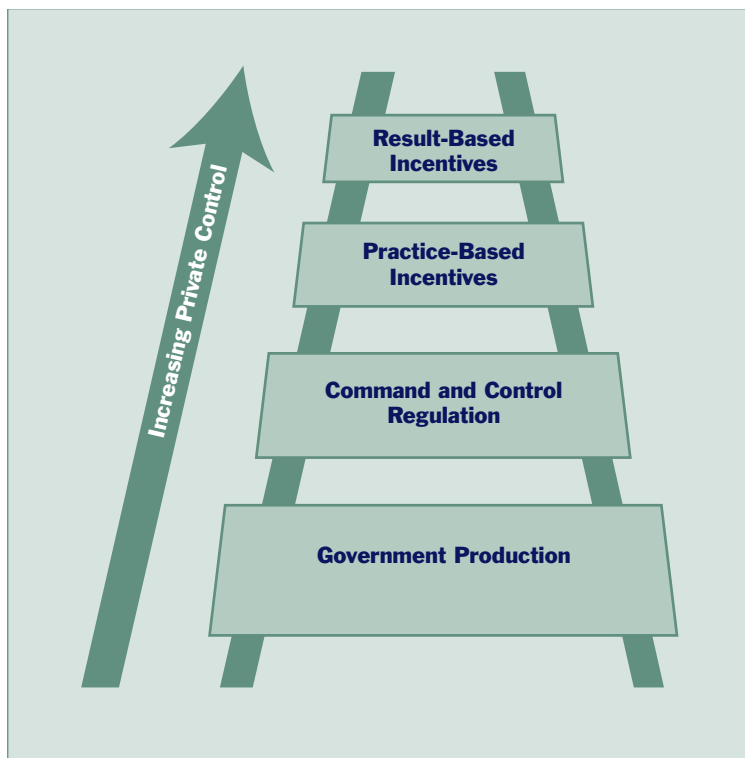 Increasing Private Control
Result-Based
Incentives
Practice-Based
Incentives
Command and Control
Regulation
Government Production